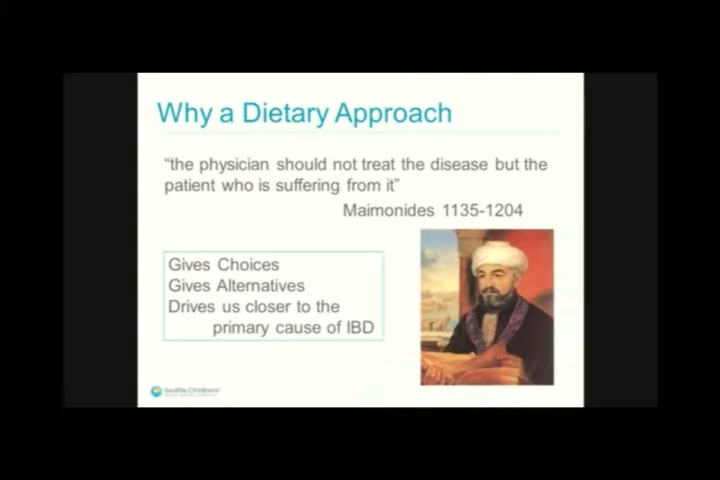 Why a Dietary Approach
“the physician should not treat the disease but the
patient who is suffering from it”
Maimonides 1135-1204
Gives Choices
Gives Alternatives
Drives us closer to the
primary cause of IBD
Seattle Children's